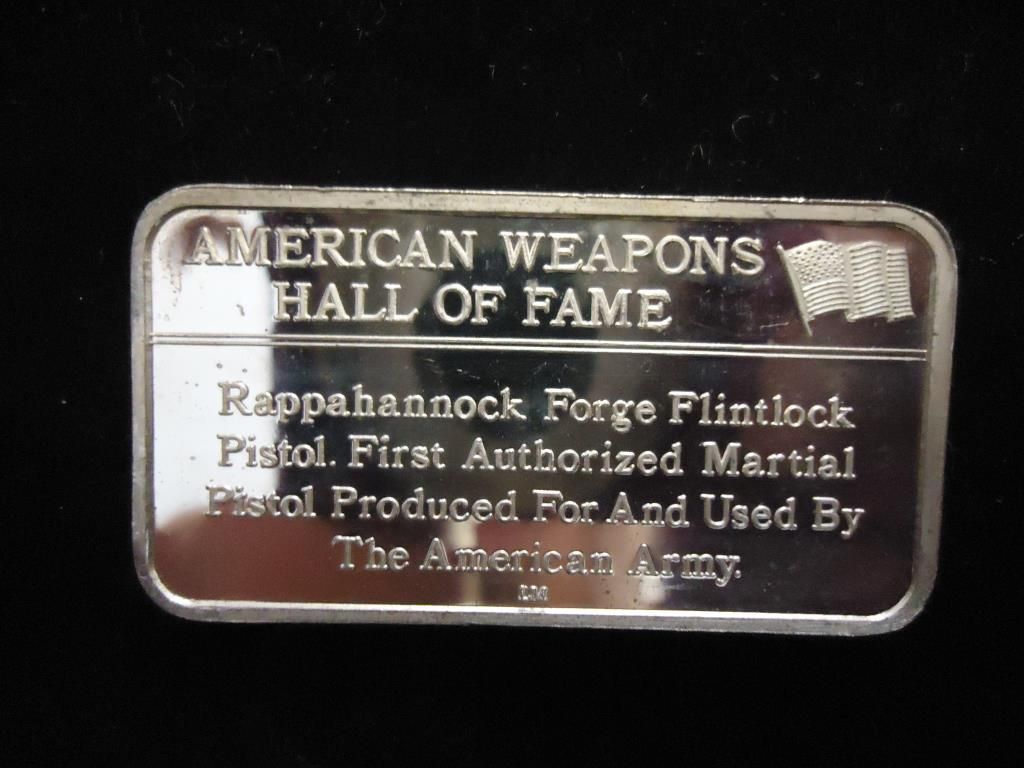 AMERICAN WEAPONS
HALL OF FAME
Rappahannock Forge Flintlock
Pistol. First Authorized Martial
Pistol Produced For And Used By
The American Army.